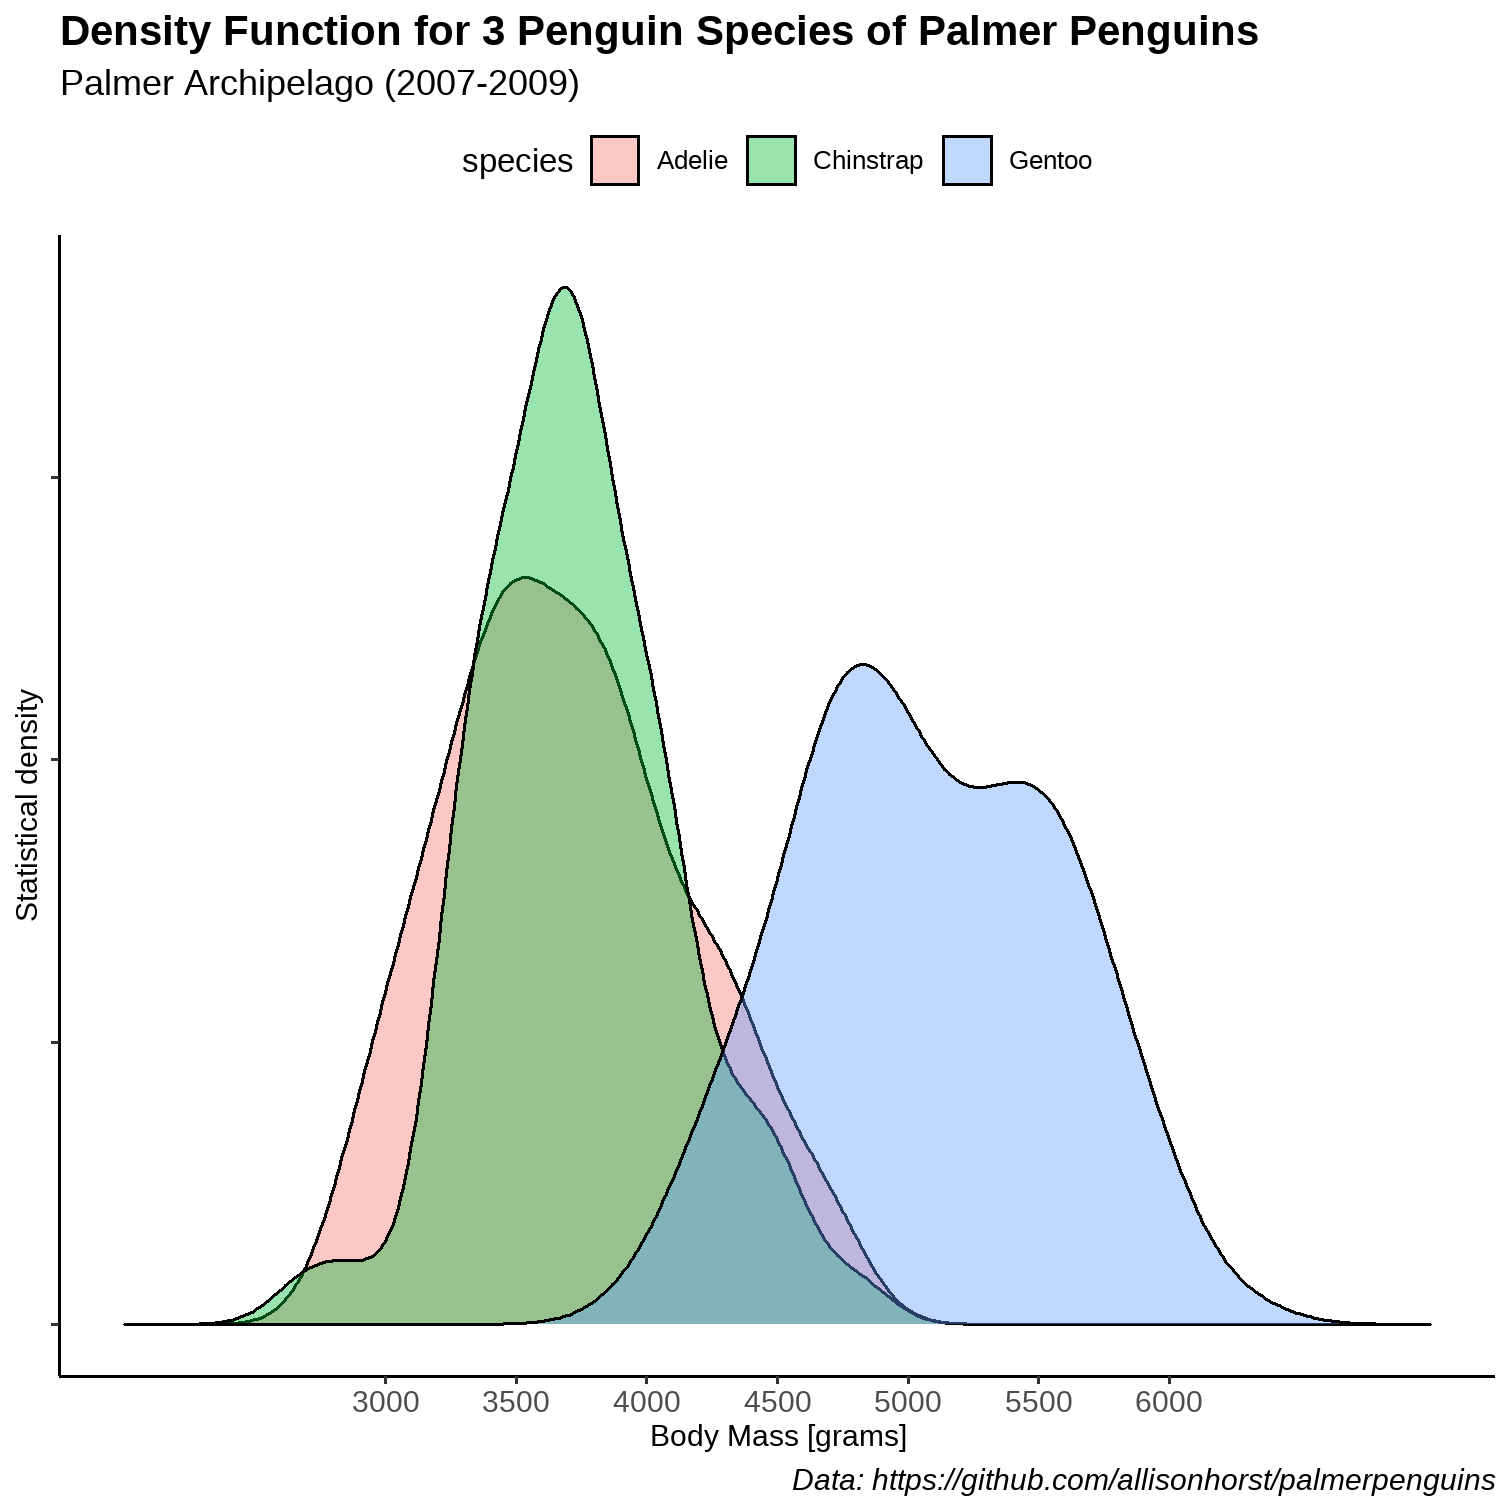 Density Function for 3 Penguin Species of Palmer Penguins
Palmer Archipelago (2007-2009)
species Adelie Chinstrap Gentoo
Statistical density
3000 3500 4000 4500 5000 5500 6000
Body Mass [grams]
Data: https://github.com/allisonhorst/palmerpenguins